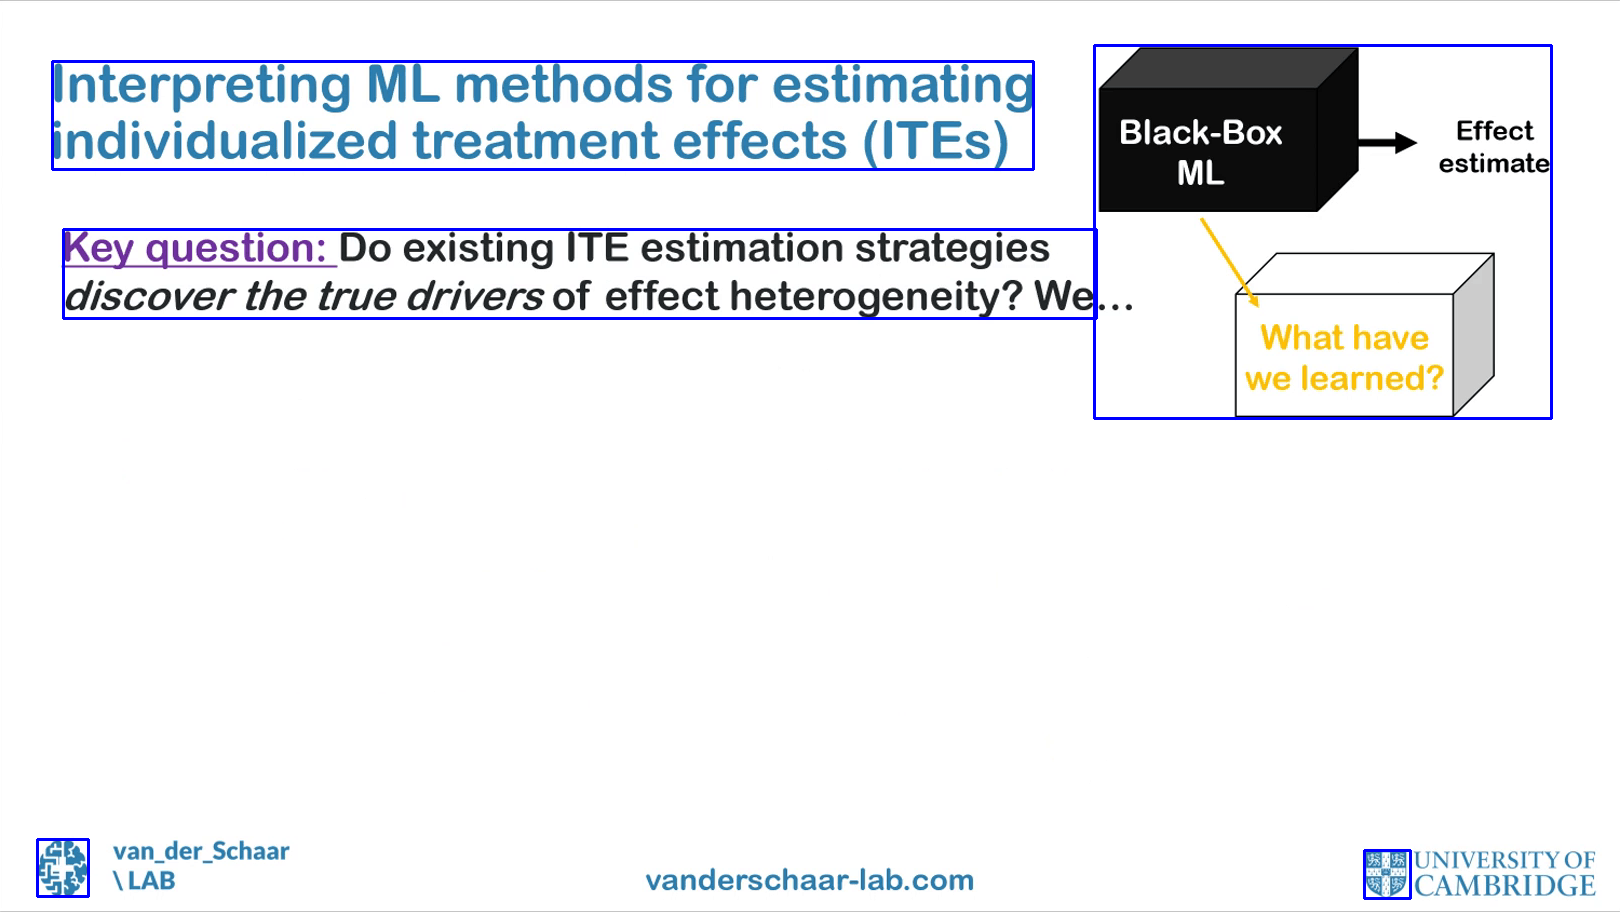 Interpreting ML methods for estimating
individualized treatment effects (ITEs)
Black-Box
ML
Effect
estimate
Key question: Do existing ITE estimation strategies
discover the true drivers of effect heterogeneity? We…
What have
we learned?
van_der_Schaar
\ LAB
vanderschaar-lab.com
UNIVERSITY OF
CAMBRIDGE